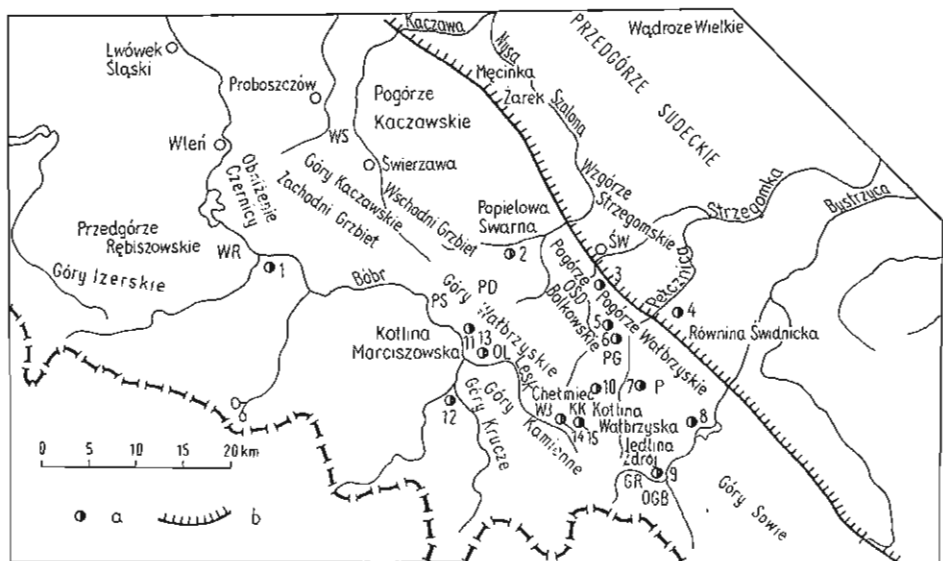 Kaczawa
Wądroże Wielkie
PRZEDGÓRZE
SUDECKIE
Lwówek
Śląski
Nysa
Szalona
Męcinka
Żarek
Proboszczów
Pogórze
Kaczawskie
WS
Wleń
Świerzawa
Obniżenie
Czernicy
Góry Kaczawskie
Zachodni Grzbiet
Wschodni Grzbiet
Wzgórze
Strzegomskie
Strzegomka
Bystrzyca
Popielowa
Swarna
ŚW
Przedgórze
Rębiszowskie
WR
1
2
3
Góry Izerskie
Bóbr
Pogórze
OSD
Bolkowskie
Pełcznica
4
PS
PD
Góry
Wałbrzyskie
Pogórze Wałbrzyskie
Równina Świdnicka
5
6
PG
Kotlina
Marciszowska
11
13
OL
Lesk
12
Góry Krucze
Góry
Kamienne
Chełmiec
10
7
P
WB
KK
Kotlina
Wałbrzyska
14
15
8
Jedlina
Zdrój
9
GR
OGB
Góry Sowie
0 5 10 15 20 km
a
b